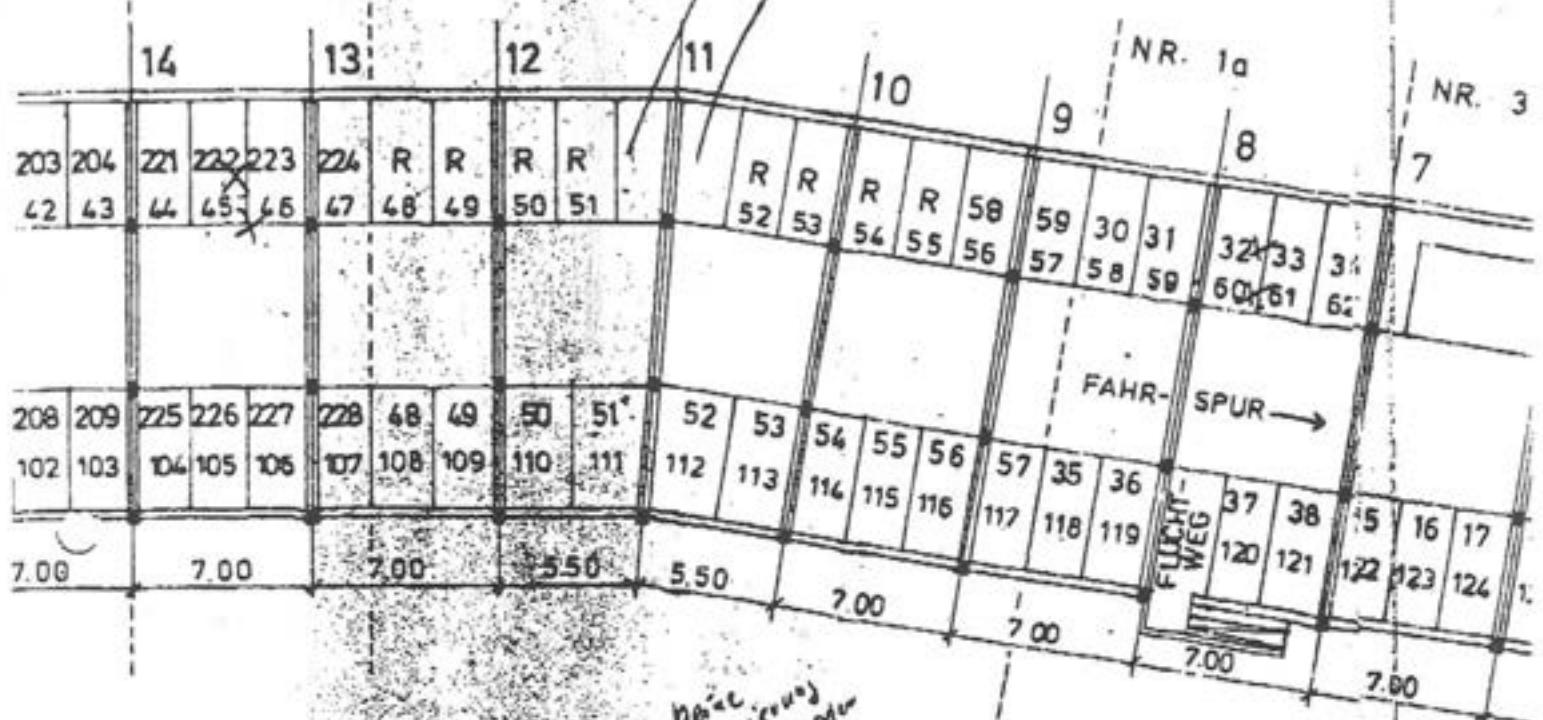 NR. 1a
NR. 3
14 13 12 11 10 9 8 7
203 204 221 222 223 224 R R R R R R R R 58 59 30 31 32 33
42 43 44 45 46 47 48 49 50 51 52 53 54 55 56 57 58 59 60 61 62
FAHR- SPUR
208 209 225 226 227 228 48 49 50 51 52 53 54 55 56 57 35 36 37 38 16 17
102 103 104 105 106 107 108 109 110 111 112 113 114 115 116 117 118 119 120 121 122 123 124
FLUCHT-
WEG
7.00 7.00 7.00 5.50 5.50 7.00 7.00 7.00 7.00